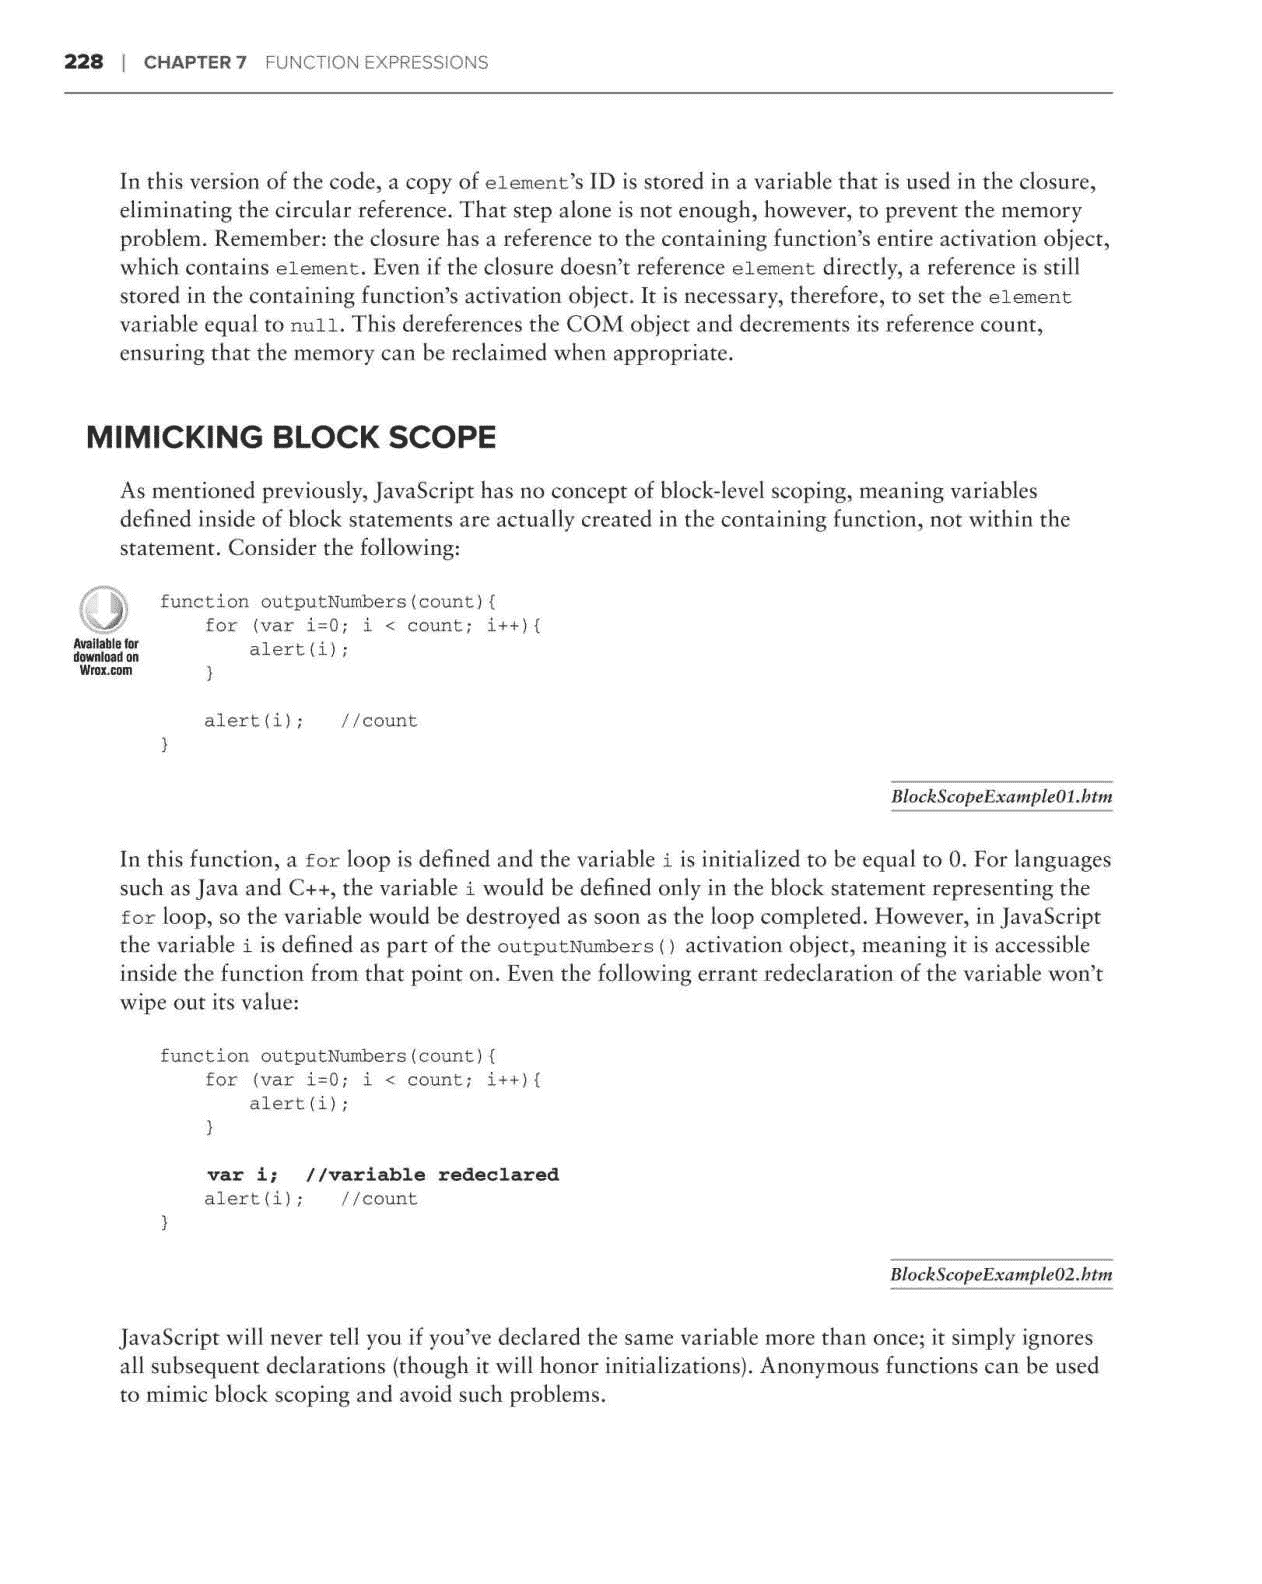 228 | CHAPTER 7 FUNCTION EXPRESSIONS
In this version of the code, a copy of element’s ID is stored in a variable that is used in the closure,
eliminating the circular reference. That step alone is not enough, however, to prevent the memory
problem. Remember: the closure has a reference to the containing function’s entire activation object,
which contains element. Even if the closure doesn’t reference element directly, a reference is still
stored in the containing function’s activation object. It is necessary, therefore, to set the element
variable equal to null. This dereferences the COM object and decrements its reference count,
ensuring that the memory can be reclaimed when appropriate.
MIMICKING BLOCK SCOPE
As mentioned previously, JavaScript has no concept of block-level scoping, meaning variables
defined inside of block statements are actually created in the containing function, not within the
statement. Consider the following:
Available for
download on
Wrox.com
function outputNumbers(count){
    for (var i=0; i < count; i++){
        alert(i);
    }
    alert(i);   //count
}
BlockScopeExample01.htm
In this function, a for loop is defined and the variable i is initialized to be equal to 0. For languages
such as Java and C++, the variable i would be defined only in the block statement representing the
for loop, so the variable would be destroyed as soon as the loop completed. However, in JavaScript
the variable i is defined as part of the outputNumbers() activation object, meaning it is accessible
inside the function from that point on. Even the following errant redeclaration of the variable won’t
wipe out its value:
function outputNumbers(count){
    for (var i=0; i < count; i++){
        alert(i);
    }
    var i;  //variable redeclared
    alert(i);   //count
}
BlockScopeExample02.htm
JavaScript will never tell you if you’ve declared the same variable more than once; it simply ignores
all subsequent declarations (though it will honor initializations). Anonymous functions can be used
to mimic block scoping and avoid such problems.